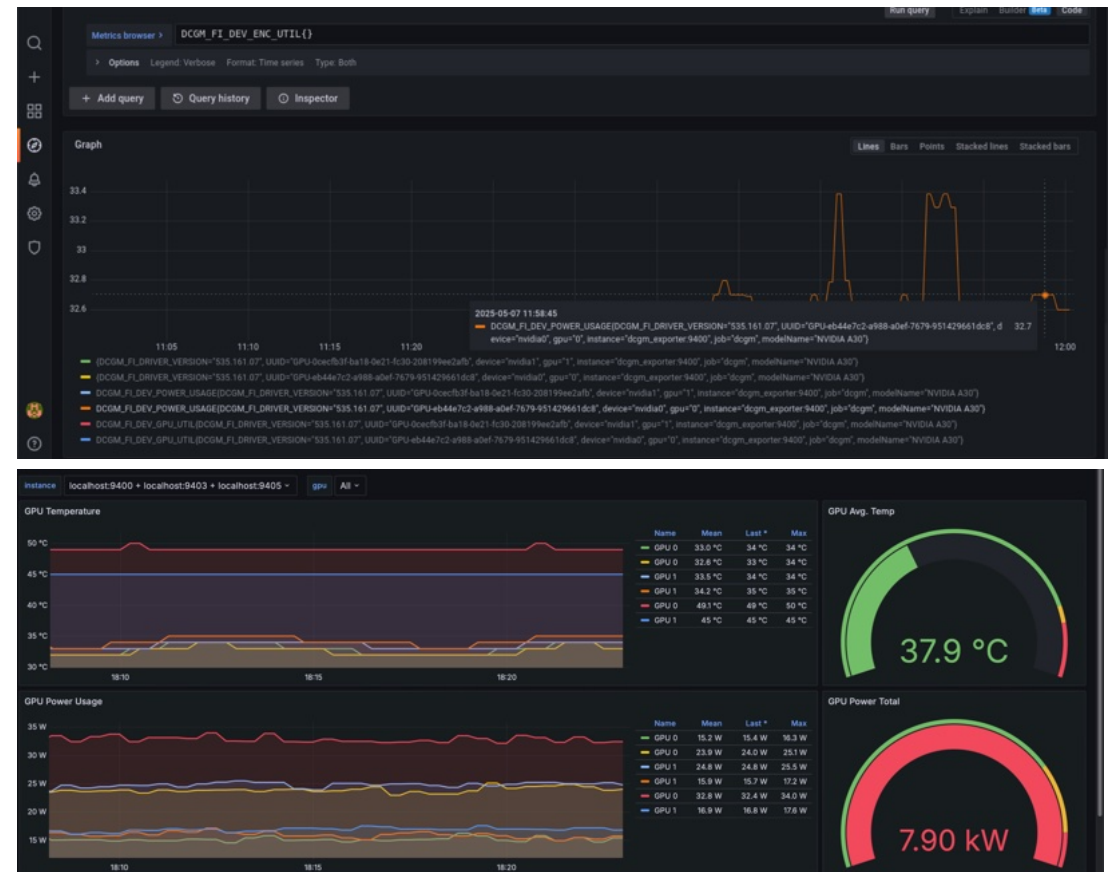 Run query Explain Builder Beta Code
Metrics browser > DCGM_FI_DEV_ENC_UTIL{}
> Options Legend: Verbose Format: Time series Type: Both
+ Add query Query history Inspector
Graph Lines Bars Points Stacked lines Stacked bars
33.4
33.2
33
32.8
32.6
2025-05-07 11:58:45
DCGM_FI_DEV_POWER_USAGE{DCGM_FI_DRIVER_VERSION="535.161.07", UUID="GPU-eb44e7c2-a988-a0ef-7679-951429661dc8", d 32.7
evice="nvidia0", gpu="0", instance="dcgm_exporter:9400", job="dcgm", modelName="NVIDIA A30"}
11:05 11:10 11:15 11:20 12:00
{DCGM_FI_DRIVER_VERSION="535.161.07", UUID="GPU-0cecfb3f-ba18-0e21-fc30-208199ee2afb", device="nvidia1", gpu="1", instance="dcgm_exporter:9400", job="dcgm", modelName="NVIDIA A30"}
{DCGM_FI_DRIVER_VERSION="535.161.07", UUID="GPU-eb44e7c2-a988-a0ef-7679-951429661dc8", device="nvidia0", gpu="0", instance="dcgm_exporter:9400", job="dcgm", modelName="NVIDIA A30"}
DCGM_FI_DEV_POWER_USAGE{DCGM_FI_DRIVER_VERSION="535.161.07", UUID="GPU-0cecfb3f-ba18-0e21-fc30-208199ee2afb", device="nvidia1", gpu="1", instance="dcgm_exporter:9400", job="dcgm", modelName="NVIDIA A30"}
DCGM_FI_DEV_POWER_USAGE{DCGM_FI_DRIVER_VERSION="535.161.07", UUID="GPU-eb44e7c2-a988-a0ef-7679-951429661dc8", device="nvidia0", gpu="0", instance="dcgm_exporter:9400", job="dcgm", modelName="NVIDIA A30"}
DCGM_FI_DEV_GPU_UTIL{DCGM_FI_DRIVER_VERSION="535.161.07", UUID="GPU-0cecfb3f-ba18-0e21-fc30-208199ee2afb", device="nvidia1", gpu="1", instance="dcgm_exporter:9400", job="dcgm", modelName="NVIDIA A30"}
DCGM_FI_DEV_GPU_UTIL{DCGM_FI_DRIVER_VERSION="535.161.07", UUID="GPU-eb44e7c2-a988-a0ef-7679-951429661dc8", device="nvidia0", gpu="0", instance="dcgm_exporter:9400", job="dcgm", modelName="NVIDIA A30"}
instance localhost:9400 + localhost:9403 + localhost:9405 gpu All
GPU Temperature
50 °C
45 °C
40 °C
35 °C
30 °C
18:10 18:15 18:20
Name Mean Last * Max
GPU 0 33.0 °C 34 °C 34 °C
GPU 0 32.6 °C 33 °C 34 °C
GPU 1 33.5 °C 34 °C 34 °C
GPU 1 34.2 °C 35 °C 35 °C
GPU 0 49.1 °C 49 °C 50 °C
GPU 1 45 °C 45 °C 45 °C
GPU Avg. Temp
37.9 °C
GPU Power Usage
35 W
30 W
25 W
20 W
15 W
18:10 18:15 18:20
Name Mean Last * Max
GPU 0 15.2 W 15.4 W 16.3 W
GPU 0 23.9 W 24.0 W 25.1 W
GPU 1 24.8 W 24.8 W 25.5 W
GPU 1 15.9 W 15.7 W 17.2 W
GPU 0 32.8 W 32.4 W 34.0 W
GPU 1 16.9 W 16.8 W 17.6 W
GPU Power Total
7.90 kW